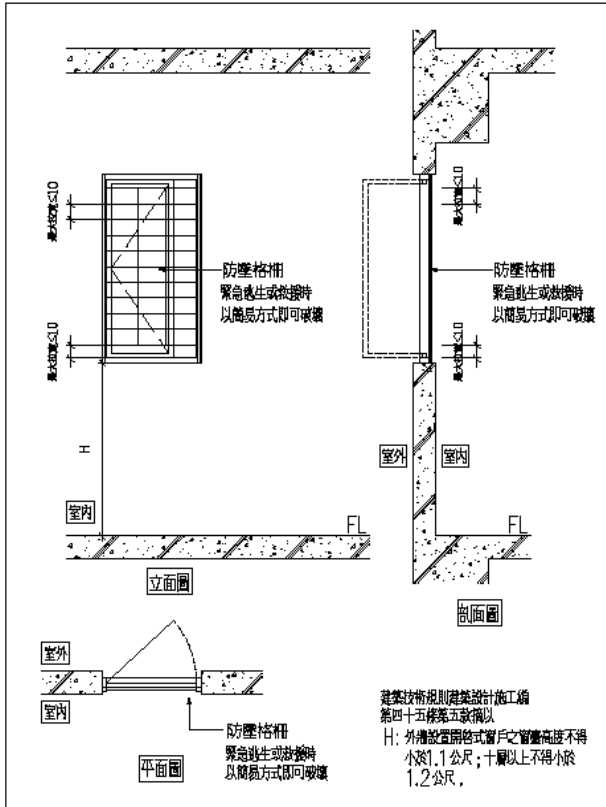 最大拉寬≤10
防墜格柵
緊急逃生或救援時
以簡易方式即可破壞
最大拉寬≤10
H
室內
FL
立面圖
最大拉寬≤10
防墜格柵
緊急逃生或救援時
以簡易方式即可破壞
最大拉寬≤10
室外
室內
FL
剖面圖
室外
室內
防墜格柵
緊急逃生或救援時
以簡易方式即可破壞
平面圖
建築技術規則建築設計施工編
第四十五條第五款摘以
H: 外牆設置開啓式窗戶之窗臺高度不得
小於1.1公尺;十層以上不得小於
1.2公尺.